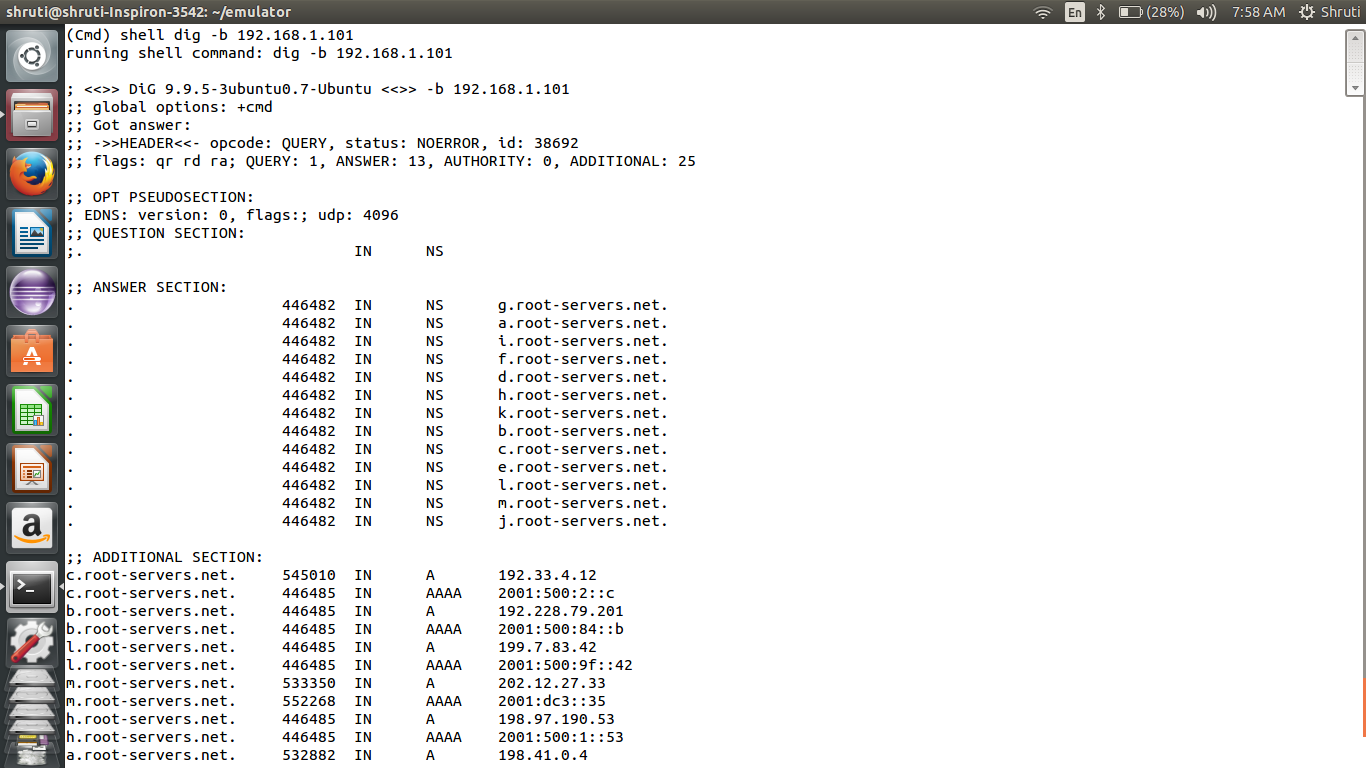 shruti@shruti-Inspiron-3542: ~/emulator En (28%) 7:58 AM Shruti
(Cmd) shell dig -b 192.168.1.101
running shell command: dig -b 192.168.1.101
; <<>> DiG 9.9.5-3ubuntu0.7-Ubuntu <<>> -b 192.168.1.101
;; global options: +cmd
;; Got answer:
;; ->>HEADER<<- opcode: QUERY, status: NOERROR, id: 38692
;; flags: qr rd ra; QUERY: 1, ANSWER: 13, AUTHORITY: 0, ADDITIONAL: 25
;; OPT PSEUDOSECTION:
; EDNS: version: 0, flags:; udp: 4096
;; QUESTION SECTION:
;. IN NS
;; ANSWER SECTION:
. 446482 IN NS g.root-servers.net.
. 446482 IN NS a.root-servers.net.
. 446482 IN NS i.root-servers.net.
. 446482 IN NS f.root-servers.net.
. 446482 IN NS d.root-servers.net.
. 446482 IN NS h.root-servers.net.
. 446482 IN NS k.root-servers.net.
. 446482 IN NS b.root-servers.net.
. 446482 IN NS c.root-servers.net.
. 446482 IN NS e.root-servers.net.
. 446482 IN NS l.root-servers.net.
. 446482 IN NS m.root-servers.net.
. 446482 IN NS j.root-servers.net.
;; ADDITIONAL SECTION:
c.root-servers.net. 545010 IN A 192.33.4.12
c.root-servers.net. 446485 IN AAAA 2001:500:2::c
b.root-servers.net. 446485 IN A 192.228.79.201
b.root-servers.net. 446485 IN AAAA 2001:500:84::b
l.root-servers.net. 446485 IN A 199.7.83.42
l.root-servers.net. 446485 IN AAAA 2001:500:9f::42
m.root-servers.net. 533350 IN A 202.12.27.33
m.root-servers.net. 552268 IN AAAA 2001:dc3::35
h.root-servers.net. 446485 IN A 198.97.190.53
h.root-servers.net. 446485 IN AAAA 2001:500:1::53
a.root-servers.net. 532882 IN A 198.41.0.4